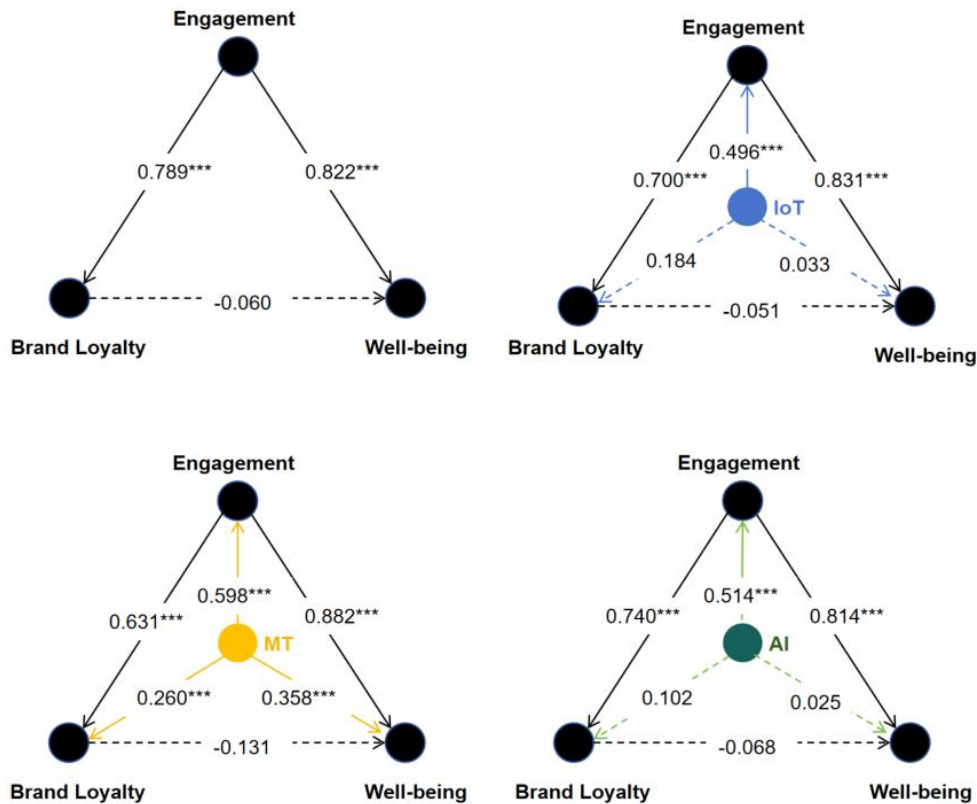 Engagement
0.789***
0.822***
-0.060
Brand Loyalty
Well-being
Engagement
0.496***
0.700***
0.831***
IoT
0.184
0.033
-0.051
Brand Loyalty
Well-being
Engagement
0.598***
0.631***
0.882***
MT
0.260***
0.358***
-0.131
Brand Loyalty
Well-being
Engagement
0.514***
0.740***
0.814***
AI
0.102
0.025
-0.068
Brand Loyalty
Well-being